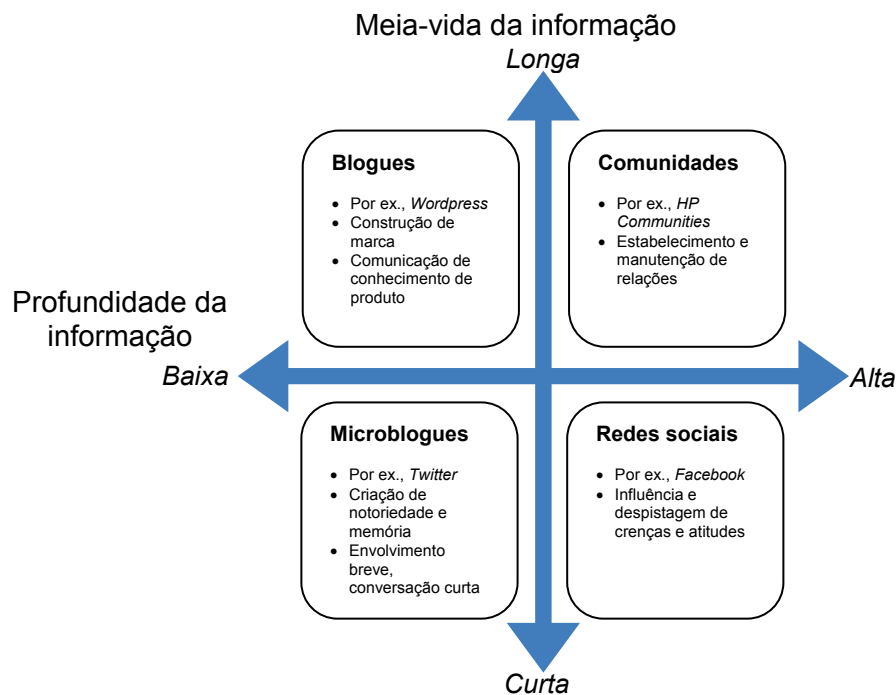 Meia-vida da informação
Longa
Blogues
• Por ex., Wordpress
• Construção de
marca
• Comunicação de
conhecimento de
produto
Comunidades
• Por ex., HP
Communities
• Estabelecimento e
manutenção de
relações
Profundidade da
informação
Baixa
Alta
Microblogues
• Por ex., Twitter
• Criação de
notoriedade e
memória
• Envolvimento
breve,
conversação curta
Redes sociais
• Por ex., Facebook
• Influência e
despistagem de
crenças e atitudes
Curta